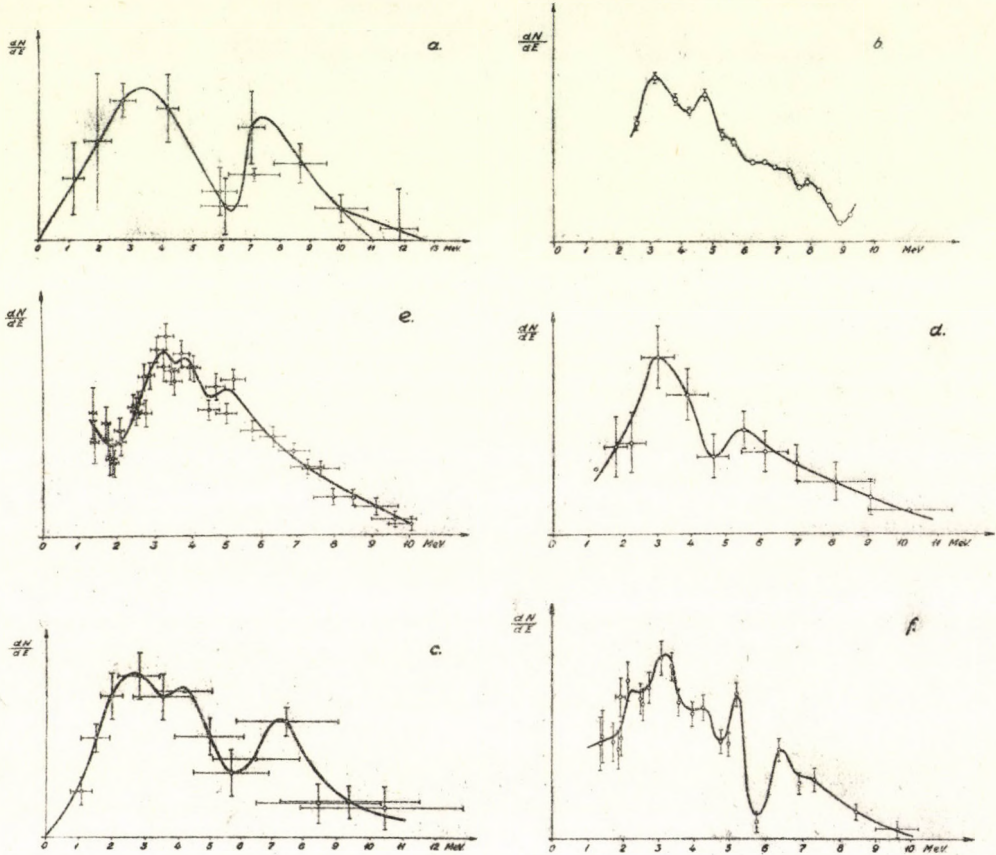 dN
dE
a.
0 1 2 3 4 5 6 7 8 9 10 11 12 13 MeV
dN
dE
b.
0 1 2 3 4 5 6 7 8 9 10 MeV
dN
dE
e.
0 1 2 3 4 5 6 7 8 9 10 MeV
dN
dE
d.
0 1 2 3 4 5 6 7 8 9 10 11 MeV
dN
dE
c.
0 1 2 3 4 5 6 7 8 9 10 11 12 MeV
dN
dE
f.
0 1 2 3 4 5 6 7 8 9 10 MeV